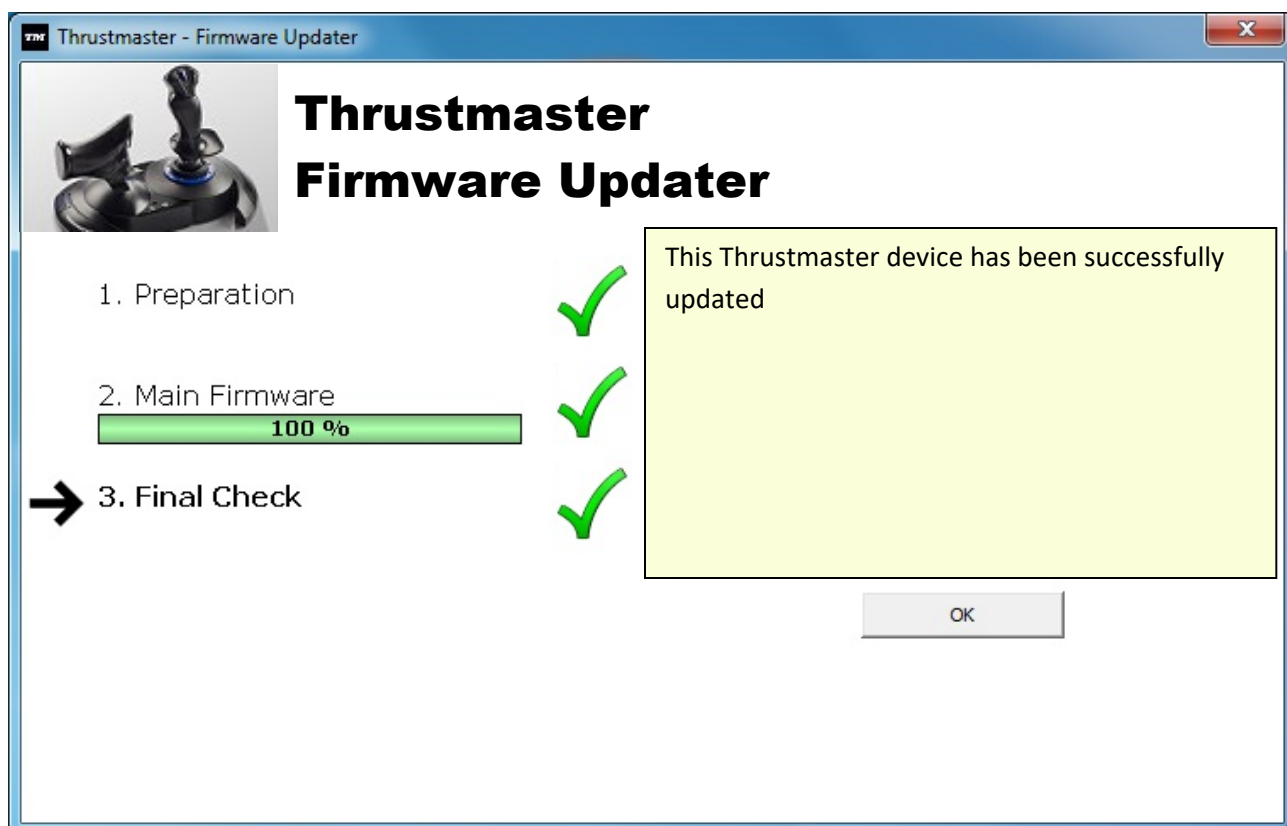 TM Thrustmaster - Firmware Updater
Thrustmaster
Firmware Updater
This Thrustmaster device has been successfully
updated
1. Preparation
2. Main Firmware
100 %
3. Final Check
OK